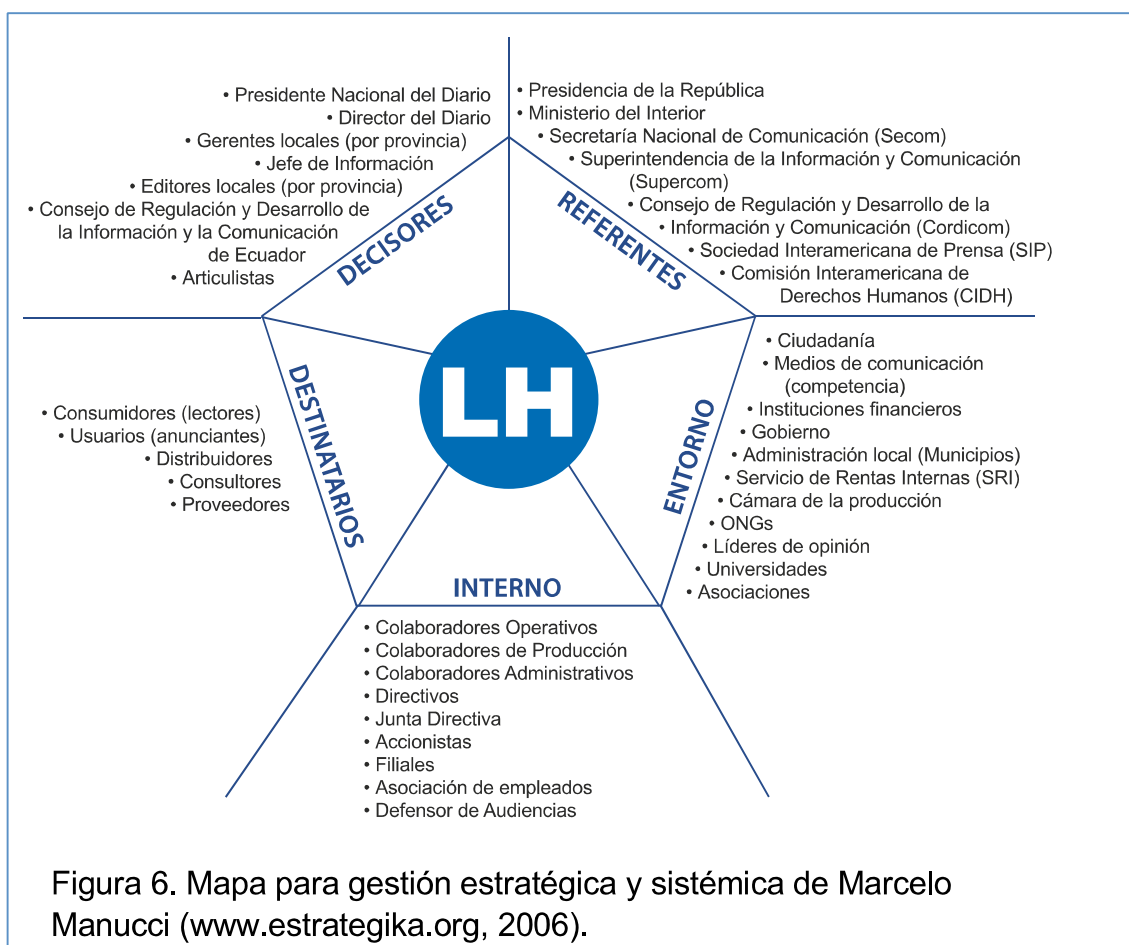 • Presidente Nacional del Diario
• Director del Diario
• Gerentes locales (por provincia)
• Jefe de Información
• Editores locales (por provincia)
• Consejo de Regulación y Desarrollo de
la Información y la Comunicación
de Ecuador
• Articulistas
DECISORES
• Presidencia de la República
• Ministerio del Interior
• Secretaría Nacional de Comunicación (Secom)
• Superintendencia de la Información y Comunicación
(Supercom)
• Consejo de Regulación y Desarrollo de la
Información y Comunicación (Cordicom)
• Sociedad Interamericana de Prensa (SIP)
• Comisión Interamericana de
Derechos Humanos (CIDH)
REFERENTES
LH
• Consumidores (lectores)
• Usuarios (anunciantes)
• Distribuidores
• Consultores
• Proveedores
DESTINATARIOS
• Ciudadanía
• Medios de comunicación
(competencia)
• Instituciones financieros
• Gobierno
• Administración local (Municipios)
• Servicio de Rentas Internas (SRI)
• Cámara de la producción
• ONGs
• Líderes de opinión
• Universidades
• Asociaciones
ENTORNO
INTERNO
• Colaboradores Operativos
• Colaboradores de Producción
• Colaboradores Administrativos
• Directivos
• Junta Directiva
• Accionistas
• Filiales
• Asociación de empleados
• Defensor de Audiencias
Figura 6. Mapa para gestión estratégica y sistémica de Marcelo
Manucci (www.estrategika.org, 2006).